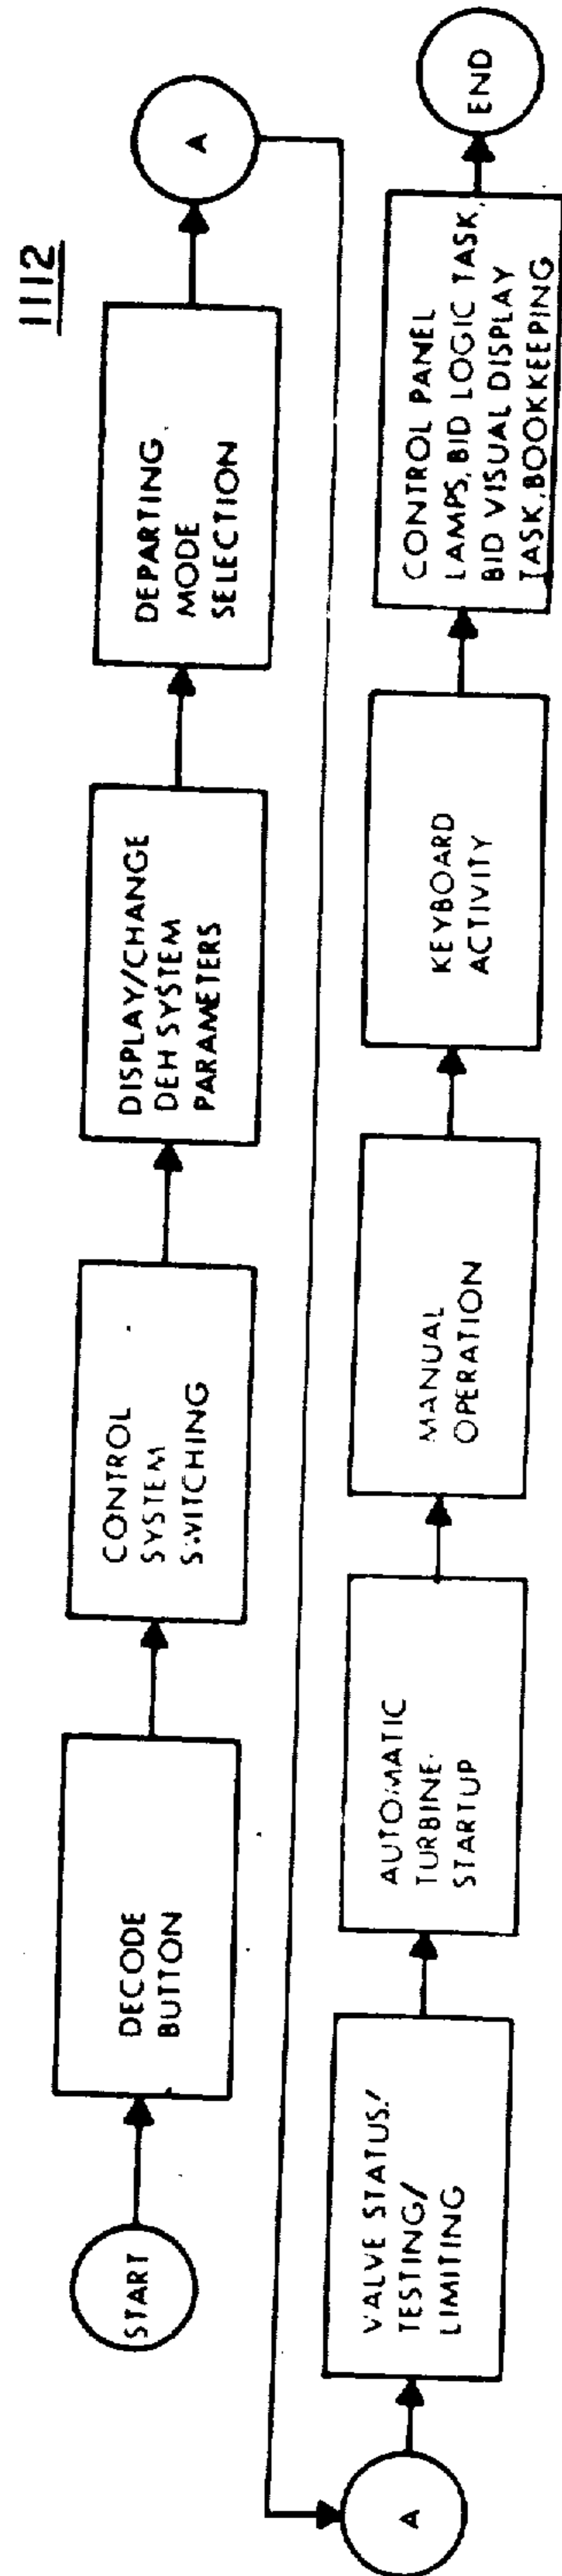 1112
START
DECODE
BUTTON
CONTROL
SYSTEM
SWITCHING
DISPLAY/CHANGE
DEH SYSTEM
PARAMETERS
DEPARTING
MODE
SELECTION
A
A
VALVE STATUS/
TESTING/
LIMITING
AUTOMATIC
TURBINE
STARTUP
MANUAL
OPERATION
KEYBOARD
ACTIVITY
CONTROL PANEL
LAMPS, BID LOGIC TASK,
BID VISUAL DISPLAY
TASK, BOOKKEEPING
END